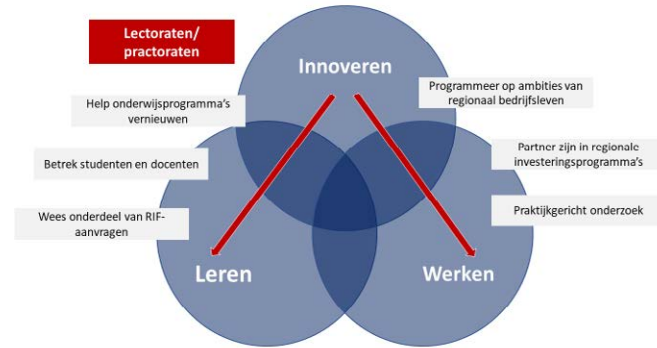 Lectoraten/
practoraten
Innoveren
Programmeer op ambities van
regionaal bedrijfsleven
Help onderwijsprogramma's
vernieuwen
Partner zijn in regionale
investeringsprogramma's
Betrek studenten en docenten
Wees onderdeel van RIF-
aanvragen
Praktijkgericht onderzoek
Leren
Werken